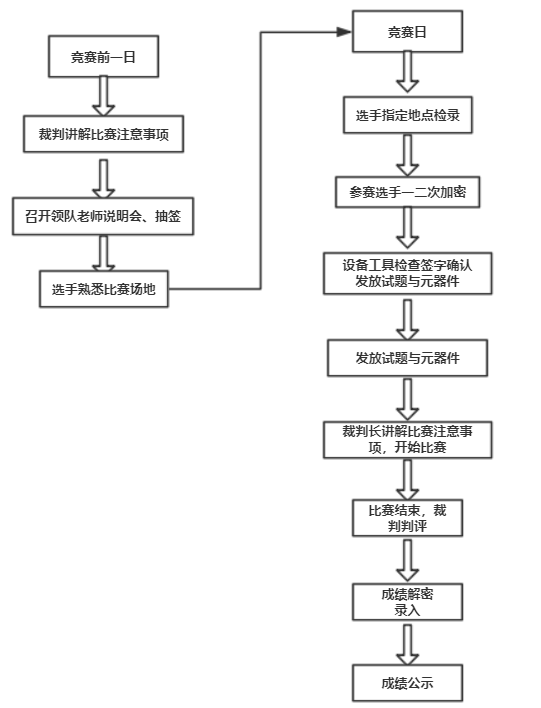 竞赛前一日
裁判讲解比赛注意事项
召开领队老师说明会、抽签
选手熟悉比赛场地
竞赛日
选手指定地点检录
参赛选手一二次加密
设备工具检查签字确认
发放试题与元器件
发放试题与元器件
裁判长讲解比赛注意事
项，开始比赛
比赛结束，裁
判判评
成绩解密
录入
成绩公示